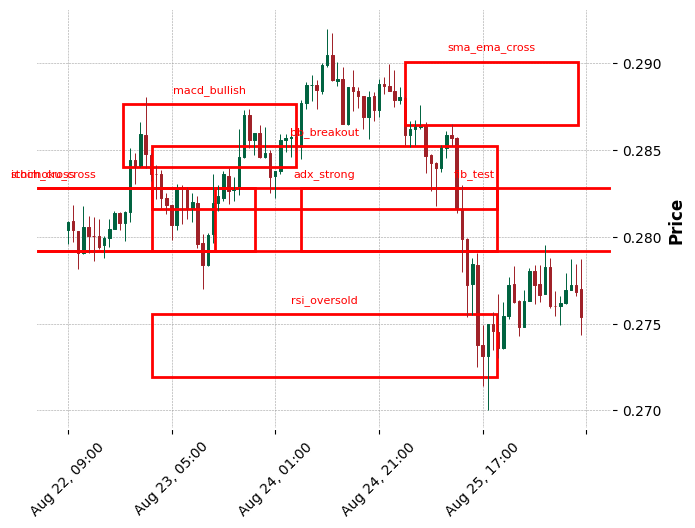 sma_ema_cross
0.290
macd_bullish
bb_breakout
0.285
adx_strong
0.280
Price
rsi_oversold
0.275
0.270
Aug 22, 09:00
Aug 23, 05:00
Aug 24, 01:00
Aug 24, 21:00
Aug 25, 17:00